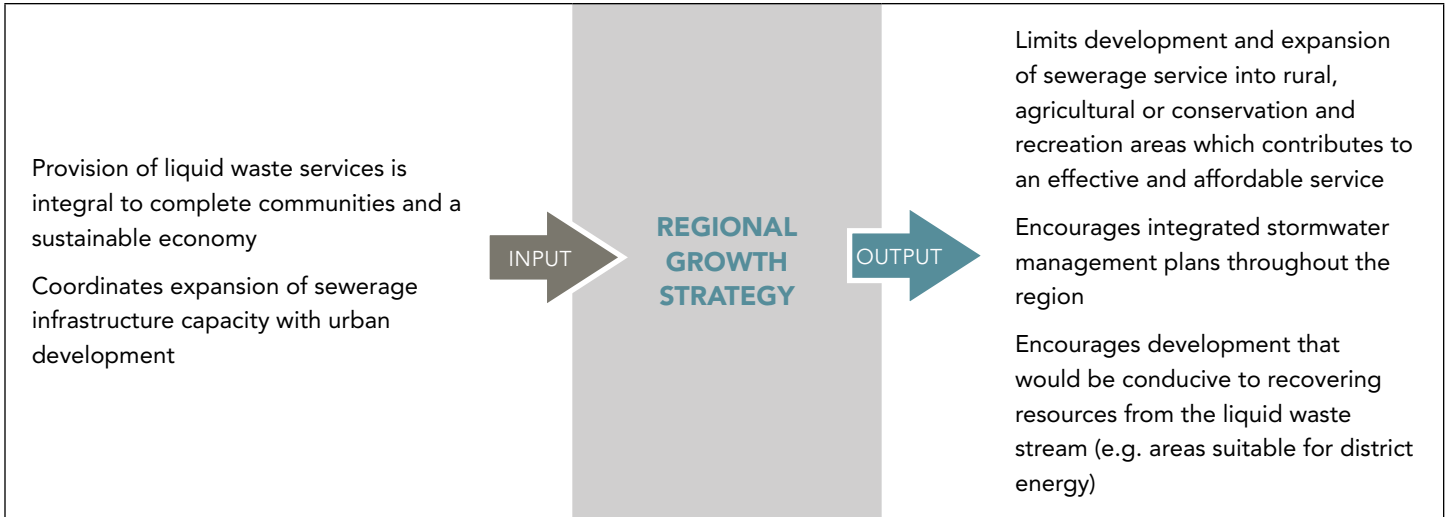 Provision of liquid waste services is
integral to complete communities and a
sustainable economy
Coordinates expansion of sewerage
infrastructure capacity with urban
development
INPUT
REGIONAL
GROWTH
STRATEGY
OUTPUT
Limits development and expansion
of sewerage service into rural,
agricultural or conservation and
recreation areas which contributes to
an effective and affordable service
Encourages integrated stormwater
management plans throughout the
region
Encourages development that
would be conducive to recovering
resources from the liquid waste
stream (e.g. areas suitable for district
energy)